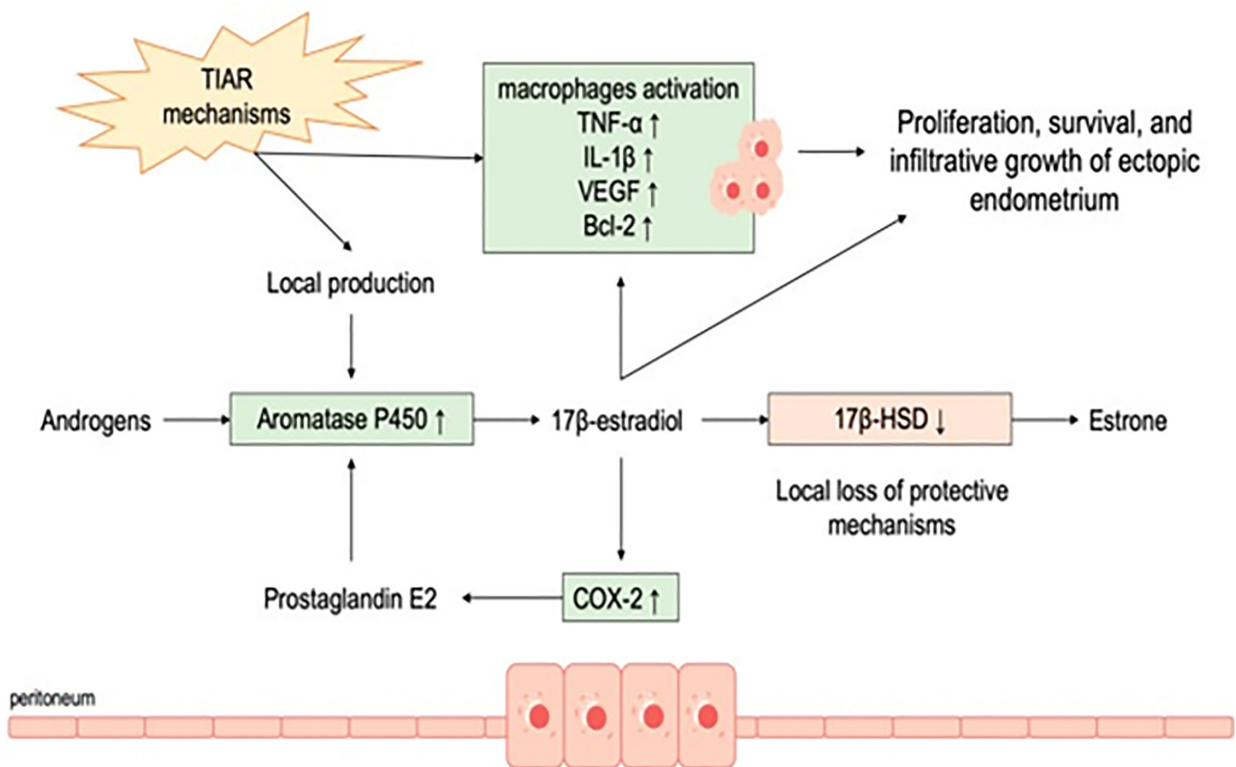 TIAR
mechanisms
macrophages activation
TNF-α ↑
IL-1β ↑
VEGF ↑
Bcl-2 ↑
Proliferation, survival, and
infiltrative growth of ectopic
endometrium
Local production
Androgens
Aromatase P450 ↑
17β-estradiol
17β-HSD ↓
Estrone
Local loss of protective
mechanisms
Prostaglandin E2
COX-2 ↑
peritoneum